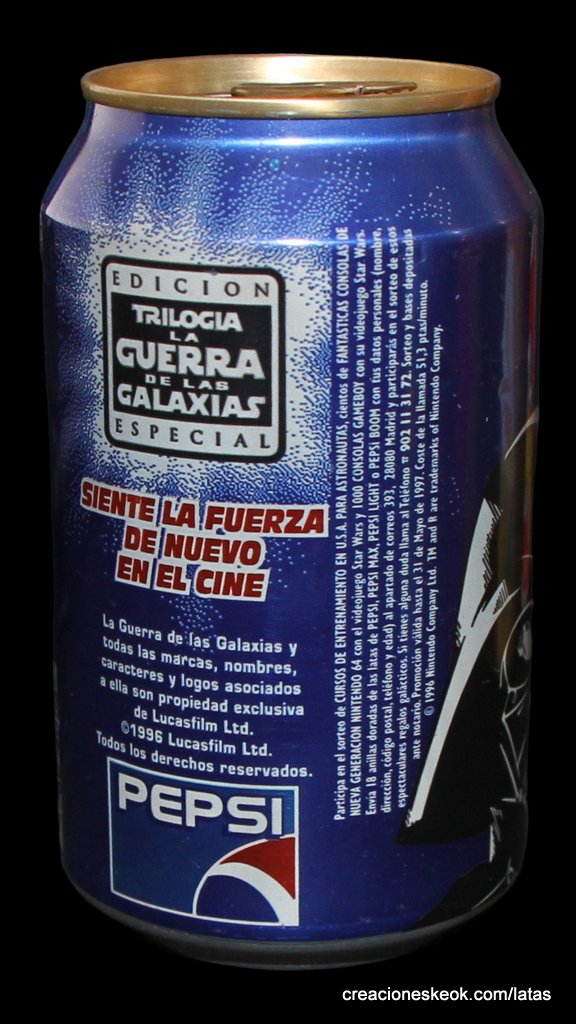 EDICION
TRILOGIA
LA
GUERRA
DE LAS
GALAXIAS
ESPECIAL
SIENTE LA FUERZA
DE NUEVO
EN EL CINE
La Guerra de las Galaxias y
todas las marcas, nombres,
caracteres y logos asociados
a ella son propiedad exclusiva
de Lucasfilm Ltd.
©1996 Lucasfilm Ltd.
Todos los derechos reservados.
PEPSI
Participa en el sorteo de CURSOS DE ENTRENAMIENTO EN U.S.A. PARA ASTRONAUTAS, cientos de FANTASTICAS CONSOLAS DE
NUEVA GENERACION NINTENDO 64 con el videojuego Star Wars y 1000 CONSOLAS GAMEBOY con su videojuego Star Wars.
Envía 18 anillas doradas de las latas de PEPSI, PEPSI MAX, PEPSI LIGHT o PEPSI BOOM con tus datos personales (nombre,
dirección, código postal, teléfono y edad) al apartado de correos 393, 28080 Madrid y participarás en el sorteo de estos
espectaculares regalos galácticos. Si tienes alguna duda llama al Teléfono ☎ 902 11 31 72. Sorteo y bases depositadas
ante notario. Promoción válida hasta el 31 de Mayo de 1997. Coste de la llamada 51,3 ptas/minuto.
© 1996 Nintendo Company Ltd. TM and R are trademarks of Nintendo Company.
creacioneskeok.com/latas